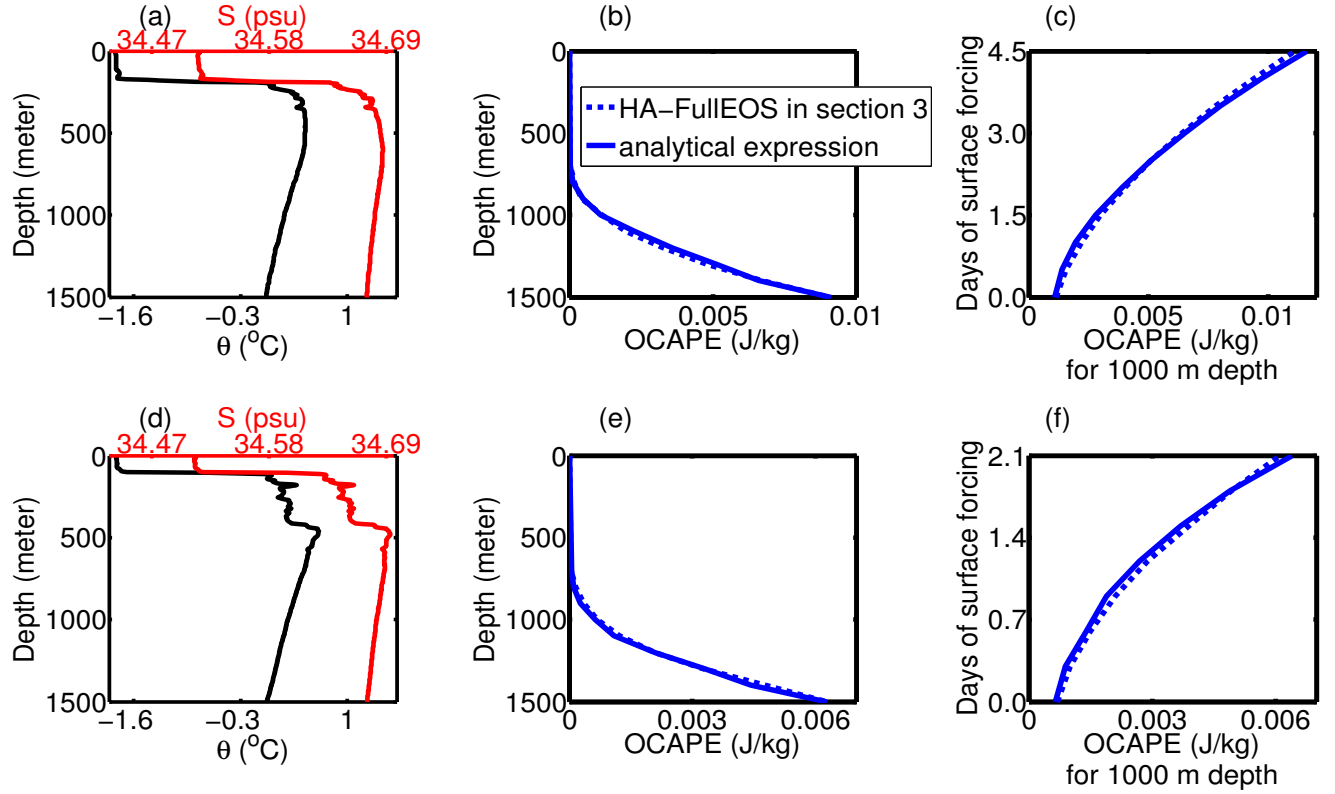 (a)
S (psu)
34.47 34.58 34.69
0
500
1000
1500
Depth (meter)
−1.6 −0.3 1
θ (°C)
(b)
0
500
1000
1500
Depth (meter)
HA−FullEOS in section 3
analytical expression
0 0.005 0.01
OCAPE (J/kg)
(c)
4.5
3.0
1.5
0.0
Days of surface forcing
0 0.005 0.01
OCAPE (J/kg)
for 1000 m depth
(d)
S (psu)
34.47 34.58 34.69
0
500
1000
1500
Depth (meter)
−1.6 −0.3 1
θ (°C)
(e)
0
500
1000
1500
Depth (meter)
0 0.003 0.006
OCAPE (J/kg)
(f)
2.1
1.4
0.7
0.0
Days of surface forcing
0 0.003 0.006
OCAPE (J/kg)
for 1000 m depth